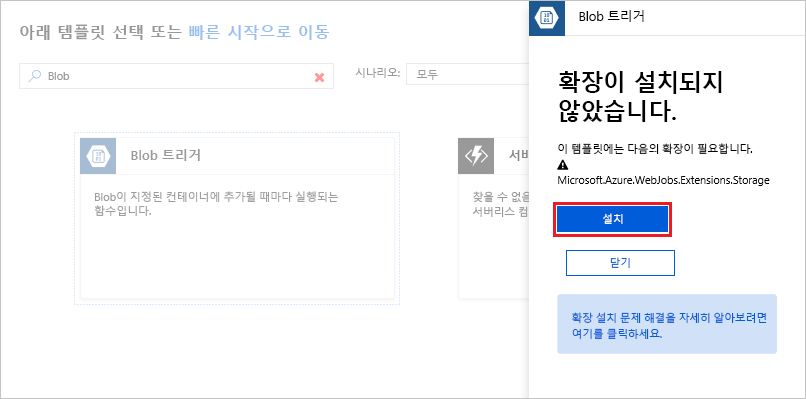 아래 템플릿 선택 또는 빠른 시작으로 이동
Blob
시나리오: 모두
Blob 트리거
Blob이 지정된 컨테이너에 추가될 때마다 실행되는
함수입니다.
서비
찾을 수 없음
서버리스 컴
Blob 트리거
확장이 설치되지
않았습니다.
이 템플릿에는 다음의 확장이 필요합니다.
Microsoft.Azure.WebJobs.Extensions.Storage
설치
닫기
확장 설치 문제 해결을 자세히 알아보려면
여기를 클릭하세요.